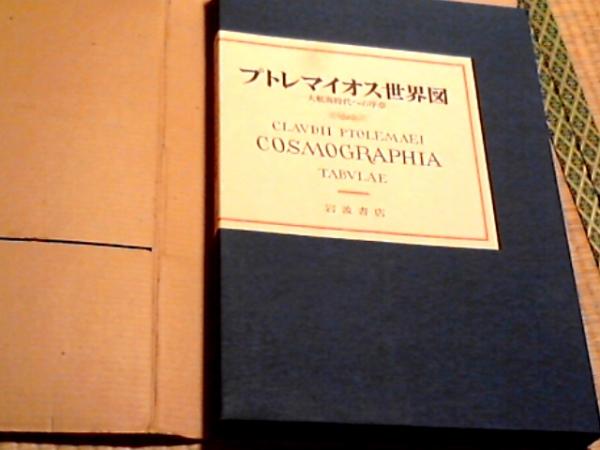 プトレマイオス世界図
大航海時代への序章
CLAVDII PTOLEMAEI
COSMOGRAPHIA
TABVLAE
岩波書店